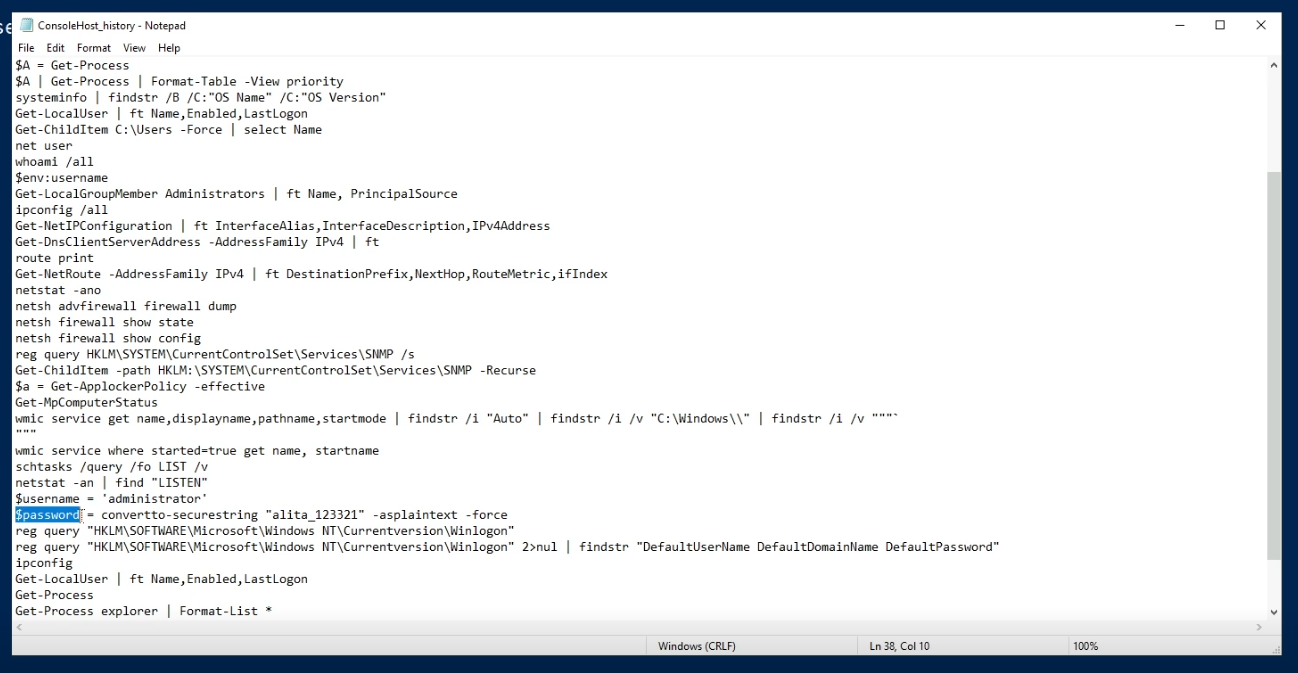 se
ConsoleHost_history - Notepad
File Edit Format View Help
$A = Get-Process
$A | Get-Process | Format-Table -View priority
systeminfo | findstr /B /C:"OS Name" /C:"OS Version"
Get-LocalUser | ft Name,Enabled,LastLogon
Get-ChildItem C:\Users -Force | select Name
net user
whoami /all
$env:username
Get-LocalGroupMember Administrators | ft Name, PrincipalSource
ipconfig /all
Get-NetIPConfiguration | ft InterfaceAlias,InterfaceDescription,IPv4Address
Get-DnsClientServerAddress -AddressFamily IPv4 | ft
route print
Get-NetRoute -AddressFamily IPv4 | ft DestinationPrefix,NextHop,RouteMetric,ifIndex
netstat -ano
netsh advfirewall firewall dump
netsh firewall show state
netsh firewall show config
reg query HKLM\SYSTEM\CurrentControlSet\Services\SNMP /s
Get-ChildItem -path HKLM:\SYSTEM\CurrentControlSet\Services\SNMP -Recurse
$a = Get-ApplockerPolicy -effective
Get-MpComputerStatus
wmic service get name,displayname,pathname,startmode | findstr /i "Auto" | findstr /i /v "C:\Windows\\" | findstr /i /v """`
"""
wmic service where started=true get name, startname
schtasks /query /fo LIST /v
netstat -an | find "LISTEN"
$username = 'administrator'
$password = convertto-securestring "alita_123321" -asplaintext -force
reg query "HKLM\SOFTWARE\Microsoft\Windows NT\Currentversion\Winlogon"
reg query "HKLM\SOFTWARE\Microsoft\Windows NT\Currentversion\Winlogon" 2>nul | findstr "DefaultUserName DefaultDomainName DefaultPassword"
ipconfig
Get-LocalUser | ft Name,Enabled,LastLogon
Get-Process
Get-Process explorer | Format-List *
Windows (CRLF) Ln 38, Col 10 100%